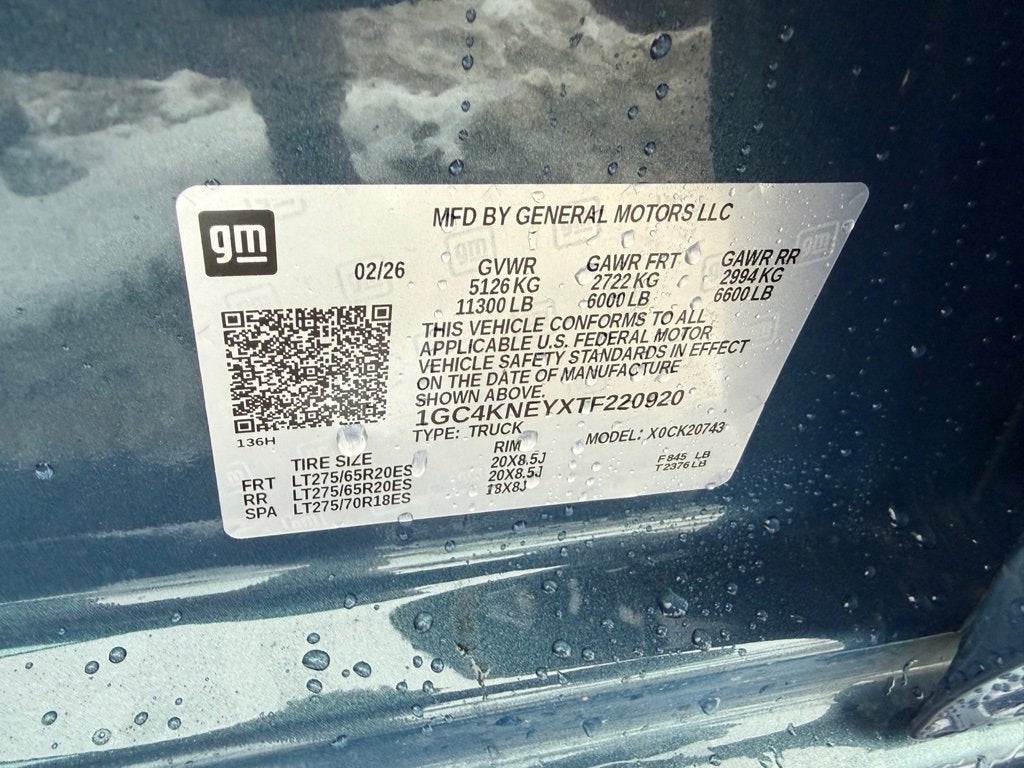 gm
MFD BY GENERAL MOTORS LLC
02/26
GVWR GAWR FRT GAWR RR
5126 KG 2722 KG 2994 KG
11300 LB 6000 LB 6600 LB
THIS VEHICLE CONFORMS TO ALL
APPLICABLE U.S. FEDERAL MOTOR
VEHICLE SAFETY STANDARDS IN EFFECT
ON THE DATE OF MANUFACTURE
SHOWN ABOVE.
1GC4KNEYXTF220920
136H
TYPE: TRUCK MODEL: X0CK20743
TIRE SIZE RIM
FRT LT275/65R20ES 20X8.5J F 845 LB
RR LT275/65R20ES 20X8.5J T 2376 LB
SPA LT275/70R18ES 18X8J